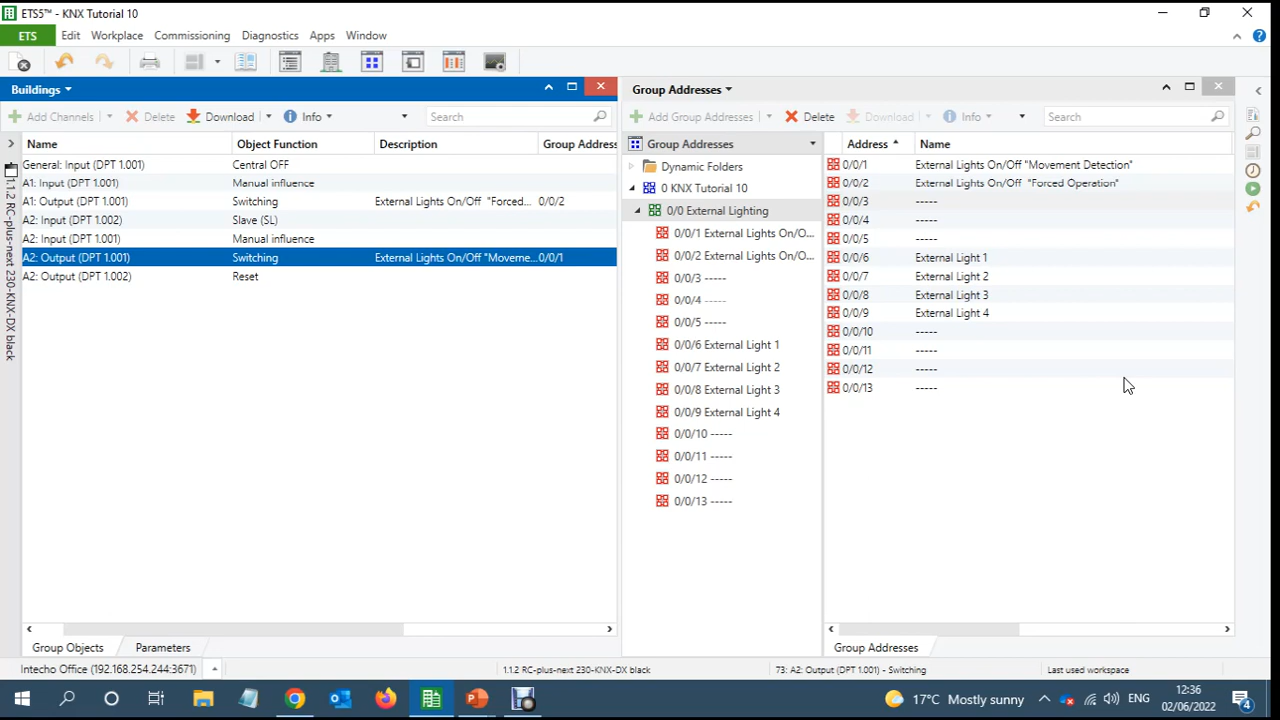 ETS5™ - KNX Tutorial 10
ETS Edit Workplace Commissioning Diagnostics Apps Window
Buildings
Add Channels Delete Download Info Search
Name Object Function Description Group Address
General: Input (DPT 1.001) Central OFF
A1: Input (DPT 1.001) Manual influence
A1: Output (DPT 1.001) Switching External Lights On/Off "Forced... 0/0/2
A2: Input (DPT 1.002) Slave (SL)
A2: Input (DPT 1.001) Manual influence
A2: Output (DPT 1.001) Switching External Lights On/Off "Moveme... 0/0/1
A2: Output (DPT 1.002) Reset
1.1.2 RC-plus-next 230-KNX-DX black
Group Objects Parameters
Group Addresses
Add Group Addresses Delete Download Info Search
Group Addresses
Dynamic Folders
0 KNX Tutorial 10
0/0 External Lighting
0/0/1 External Lights On/O...
0/0/2 External Lights On/O...
0/0/3 -----
0/0/4 -----
0/0/5 -----
0/0/6 External Light 1
0/0/7 External Light 2
0/0/8 External Light 3
0/0/9 External Light 4
0/0/10 -----
0/0/11 -----
0/0/12 -----
0/0/13 -----
Address Name
0/0/1 External Lights On/Off "Movement Detection"
0/0/2 External Lights On/Off "Forced Operation"
0/0/3 -----
0/0/4 -----
0/0/5 -----
0/0/6 External Light 1
0/0/7 External Light 2
0/0/8 External Light 3
0/0/9 External Light 4
0/0/10 -----
0/0/11 -----
0/0/12 -----
0/0/13 -----
Group Addresses
Intecho Office (192.168.254.244:3671) 1.1.2 RC-plus-next 230-KNX-DX black 73: A2: Output (DPT 1.001) - Switching Last used workspace
17°C Mostly sunny ENG 12:36
02/06/2022 4